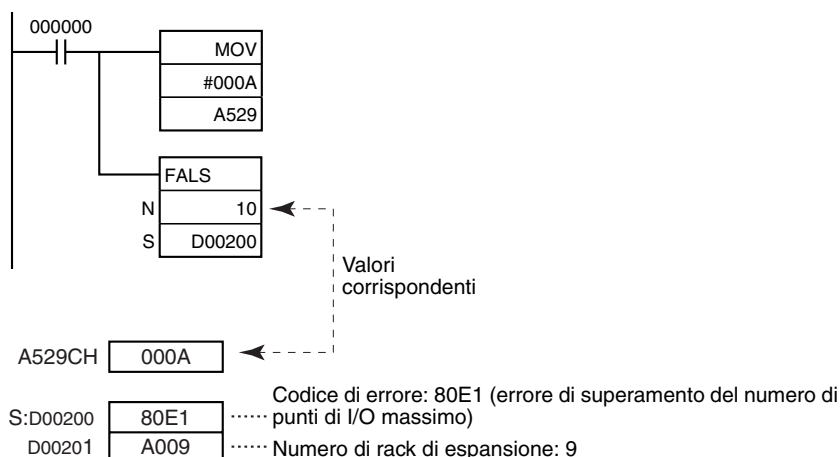 000000
MOV
#000A
A529
FALS
N 10
S D00200
Valori
corrispondenti
A529CH 000A
Codice di errore: 80E1 (errore di superamento del numero di
S:D00200 80E1 ······ punti di I/O massimo)
D00201 A009 ······ Numero di rack di espansione: 9